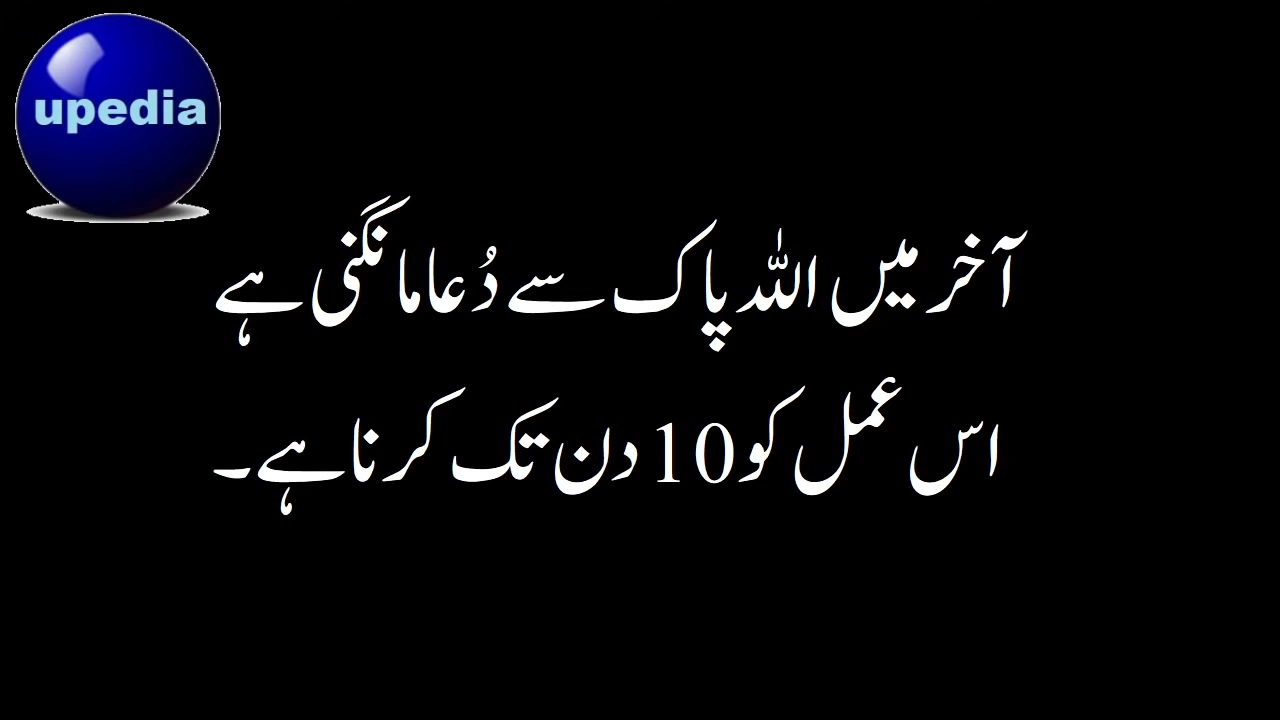 upedia
آخر میں اللہ پاک سے دُعا مانگنی ہے
اس عمل کو 10 دن تک کرنا ہے۔